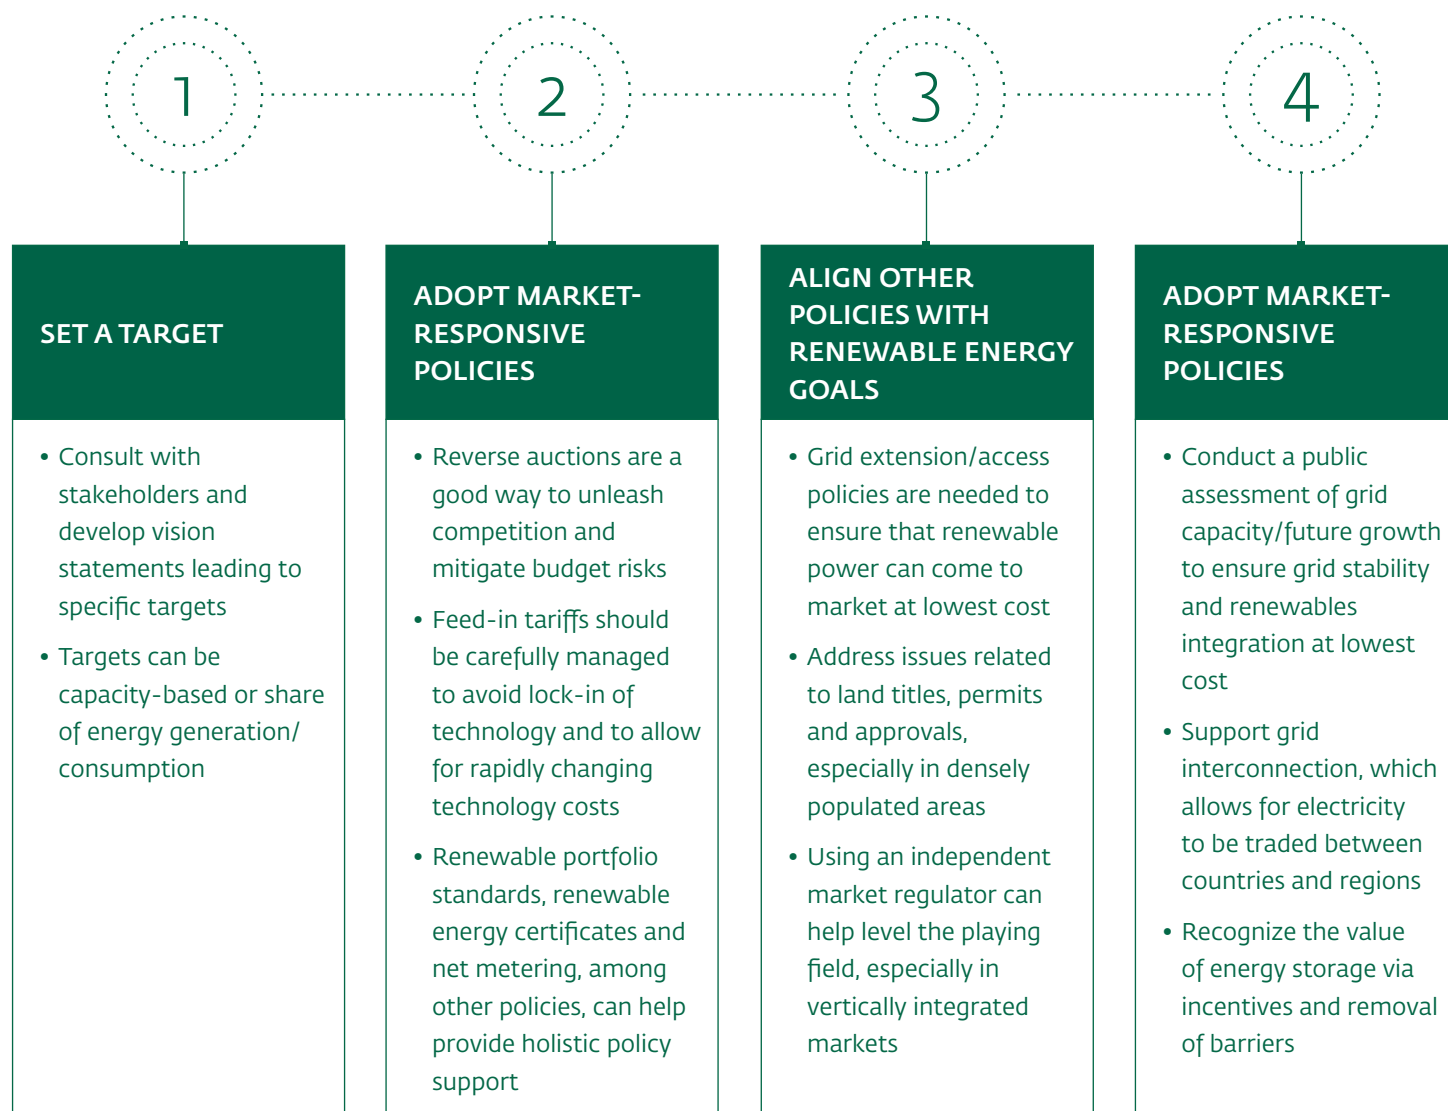 1
2
3
4
SET A TARGET
• Consult with
stakeholders and
develop vision
statements leading to
specific targets
• Targets can be
capacity-based or share
of energy generation/
consumption
ADOPT MARKET-
RESPONSIVE
POLICIES
• Reverse auctions are a
good way to unleash
competition and
mitigate budget risks
• Feed-in tariffs should
be carefully managed
to avoid lock-in of
technology and to allow
for rapidly changing
technology costs
• Renewable portfolio
standards, renewable
energy certificates and
net metering, among
other policies, can help
provide holistic policy
support
ALIGN OTHER
POLICIES WITH
RENEWABLE ENERGY
GOALS
• Grid extension/access
policies are needed to
ensure that renewable
power can come to
market at lowest cost
• Address issues related
to land titles, permits
and approvals,
especially in densely
populated areas
• Using an independent
market regulator can
help level the playing
field, especially in
vertically integrated
markets
ADOPT MARKET-
RESPONSIVE
POLICIES
• Conduct a public
assessment of grid
capacity/future growth
to ensure grid stability
and renewables
integration at lowest
cost
• Support grid
interconnection, which
allows for electricity
to be traded between
countries and regions
• Recognize the value
of energy storage via
incentives and removal
of barriers